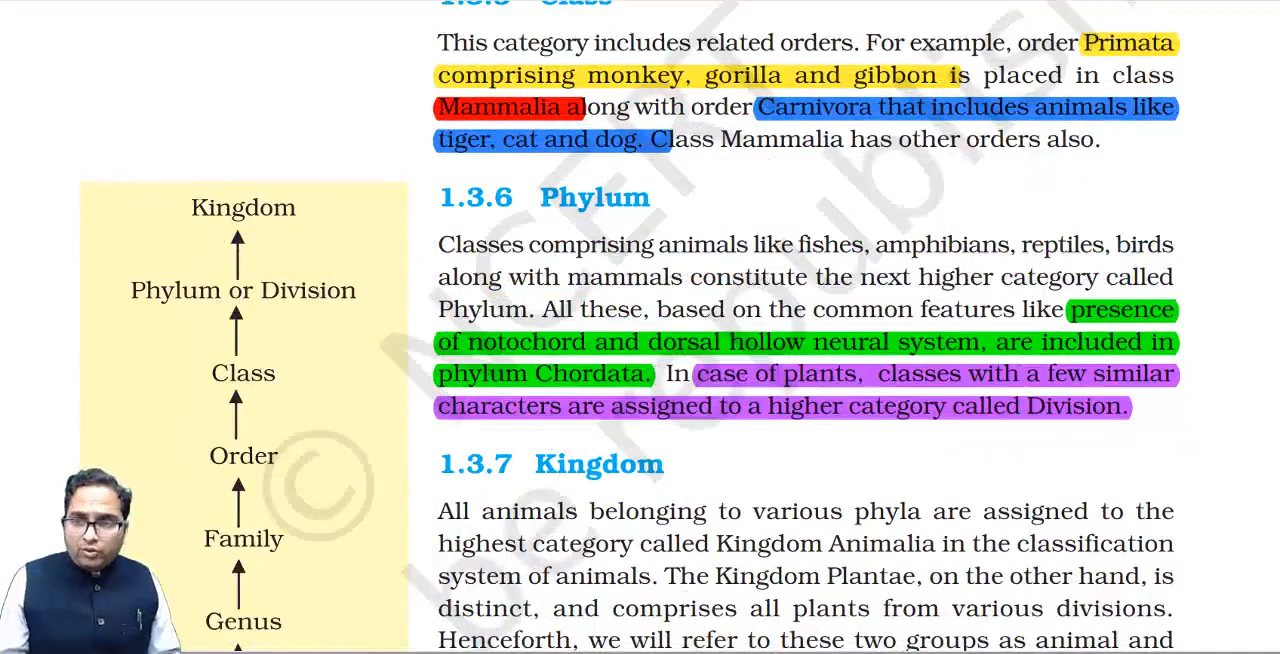 1.3.5 Class
This category includes related orders. For example, order Primata
comprising monkey, gorilla and gibbon is placed in class
Mammalia along with order Carnivora that includes animals like
tiger, cat and dog. Class Mammalia has other orders also.
Kingdom
Phylum or Division
Class
Order
Family
Genus
1.3.6 Phylum
Classes comprising animals like fishes, amphibians, reptiles, birds
along with mammals constitute the next higher category called
Phylum. All these, based on the common features like presence
of notochord and dorsal hollow neural system, are included in
phylum Chordata. In case of plants, classes with a few similar
characters are assigned to a higher category called Division.
1.3.7 Kingdom
All animals belonging to various phyla are assigned to the
highest category called Kingdom Animalia in the classification
system of animals. The Kingdom Plantae, on the other hand, is
distinct, and comprises all plants from various divisions.
Henceforth, we will refer to these two groups as animal and
© NCERT
be republish